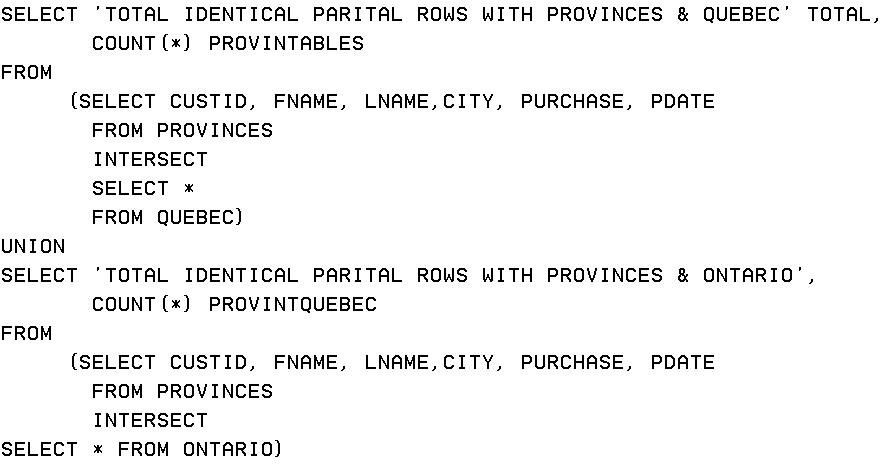 SELECT 'TOTAL IDENTICAL PARITAL ROWS WITH PROVINCES & QUEBEC' TOTAL,
COUNT(*) PROVINTABLES
FROM
(SELECT CUSTID, FNAME, LNAME,CITY, PURCHASE, PDATE
FROM PROVINCES
INTERSECT
SELECT *
FROM QUEBEC)
UNION
SELECT 'TOTAL IDENTICAL PARITAL ROWS WITH PROVINCES & ONTARIO',
COUNT(*) PROVINTQUEBEC
FROM
(SELECT CUSTID, FNAME, LNAME,CITY, PURCHASE, PDATE
FROM PROVINCES
INTERSECT
SELECT * FROM ONTARIO)